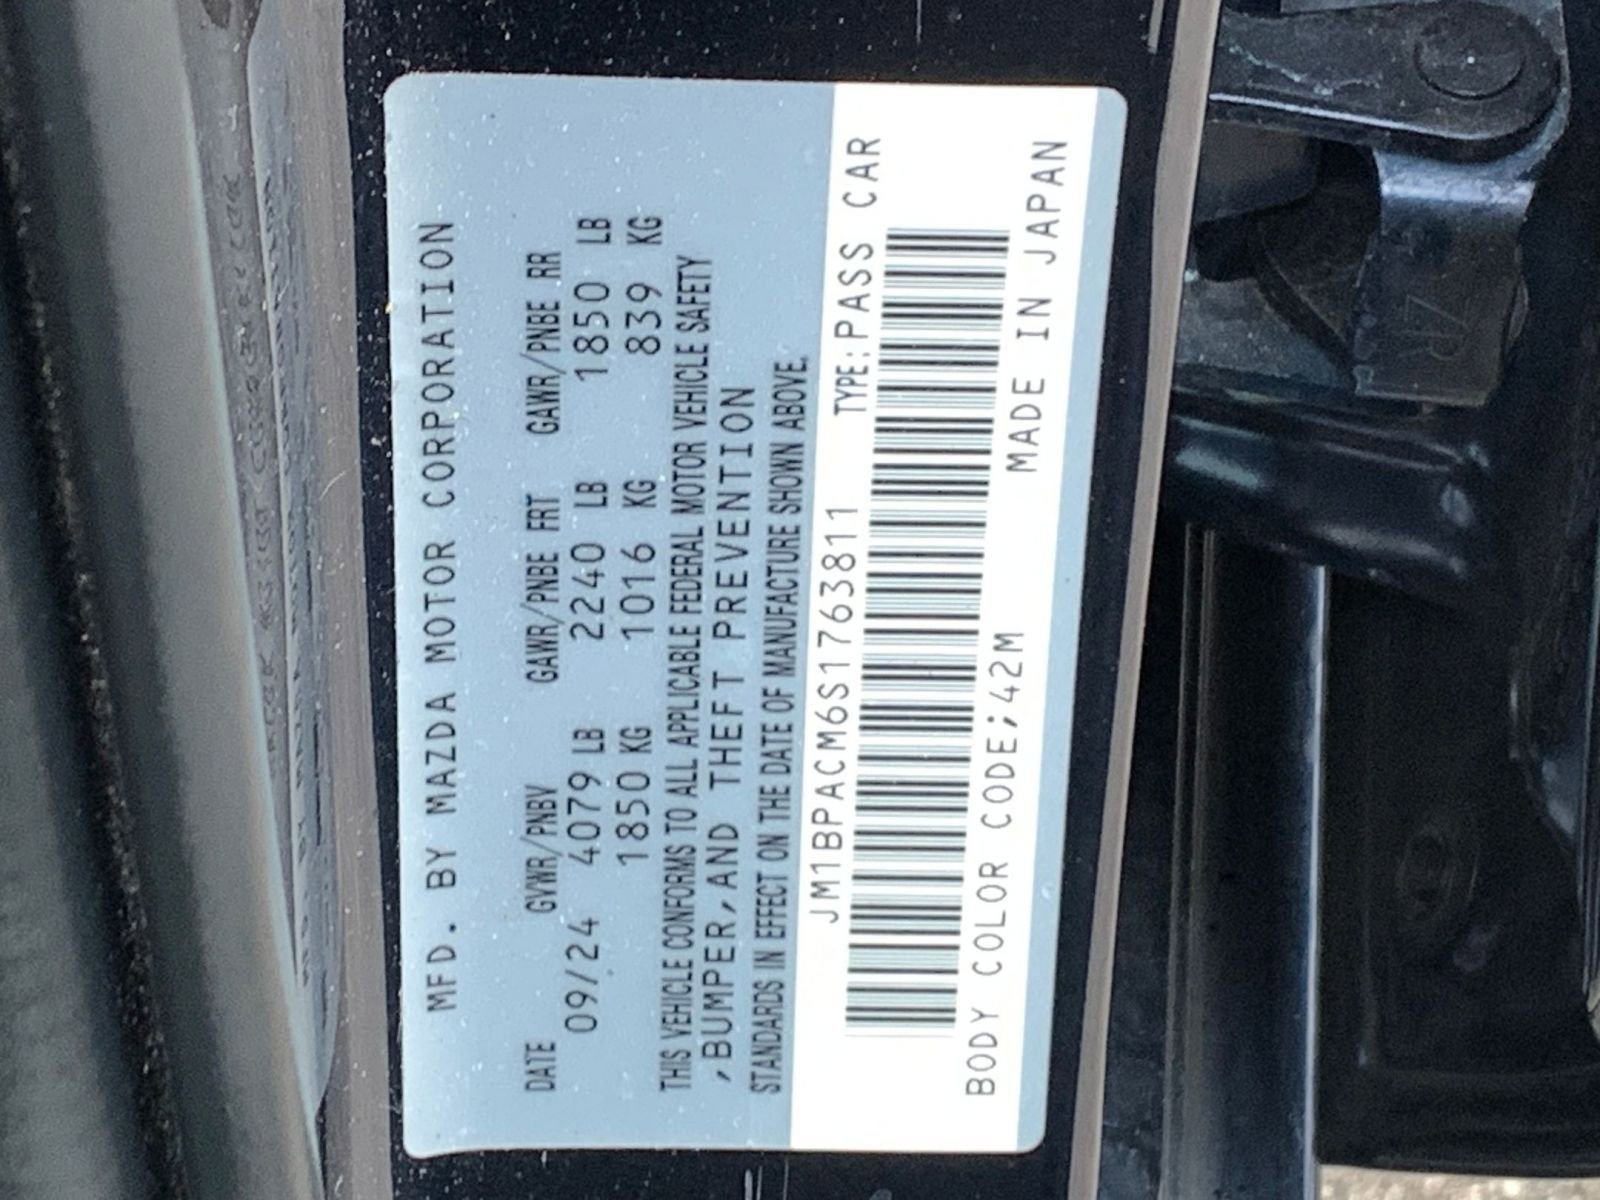 MFD. BY MAZDA MOTOR CORPORATION
DATE GVWR/PNBV GAWR/PNBE FRT GAWR/PNBE RR
09/24 4079 LB 2240 LB 1850 LB
1850 KG 1016 KG 839 KG
THIS VEHICLE CONFORMS TO ALL APPLICABLE FEDERAL MOTOR VEHICLE SAFETY
,BUMPER,AND THEFT PREVENTION
STANDARDS IN EFFECT ON THE DATE OF MANUFACTURE SHOWN ABOVE.
JM1BPACM6S1763811 TYPE:PASS CAR
BODY COLOR CODE;42M MADE IN JAPAN